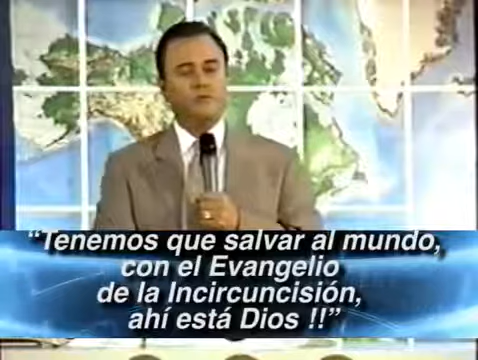 “Tenemos que salvar al mundo,
con el Evangelio
de la Incircuncisión,
ahí está Dios !!”